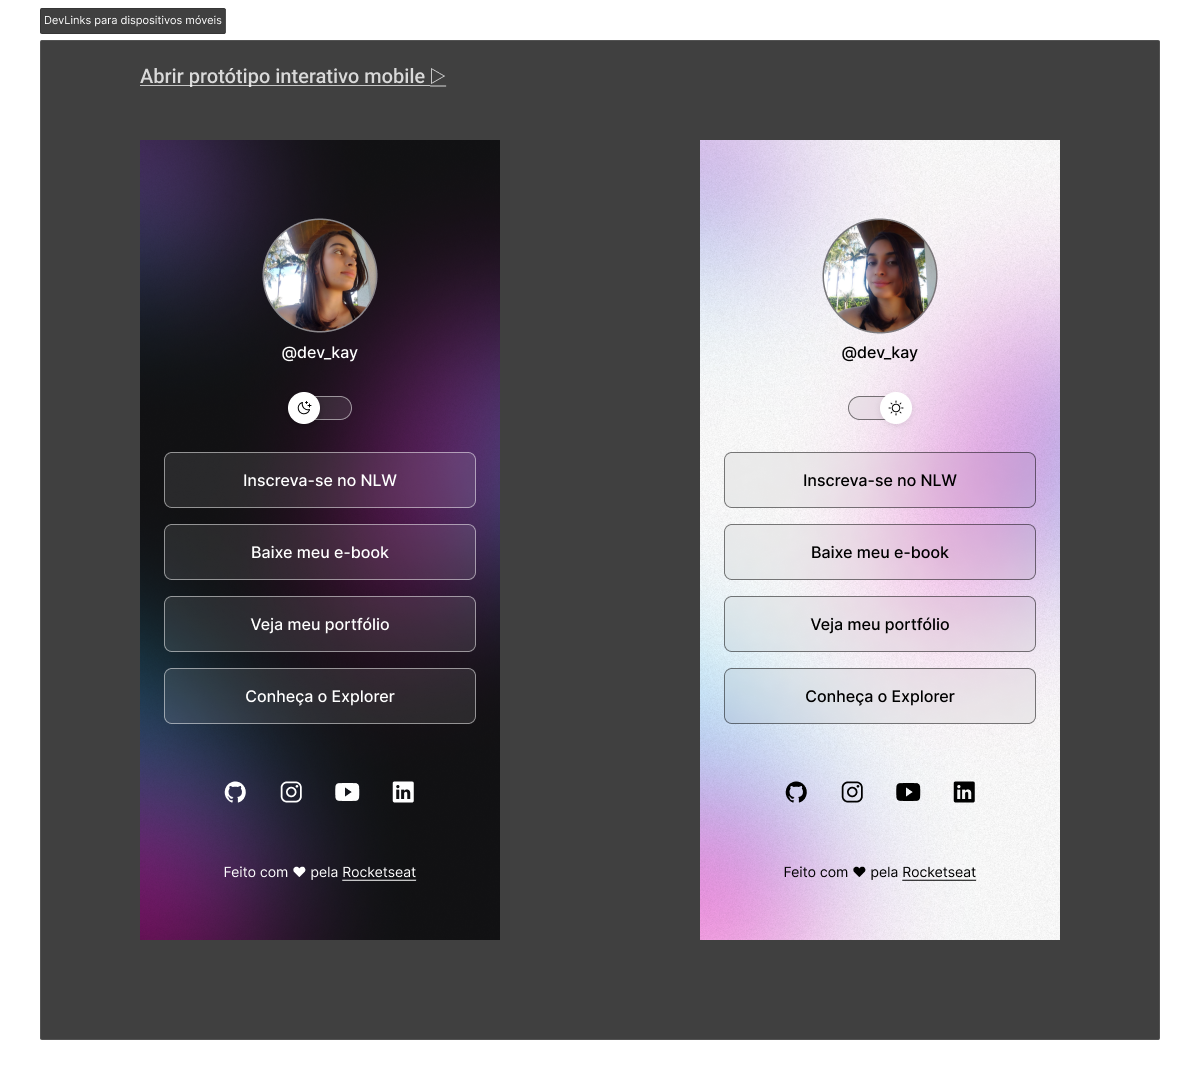 DevLinks para dispositivos móveis
Abrir protótipo interativo mobile ▷
@dev_kay
Inscreva-se no NLW
Baixe meu e-book
Veja meu portfólio
Conheça o Explorer
in
Feito com ♥ pela Rocketseat
@dev_kay
Inscreva-se no NLW
Baixe meu e-book
Veja meu portfólio
Conheça o Explorer
in
Feito com ♥ pela Rocketseat